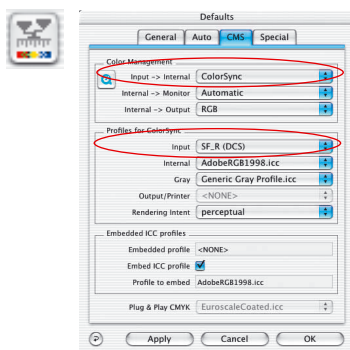 Defaults
General Auto CMS Special
Color Management
Input -> Internal ColorSync
Internal -> Monitor Automatic
Internal -> Output RGB
Profiles for ColorSync
Input SF_R (DCS)
Internal AdobeRGB1998.icc
Gray Generic Gray Profile.icc
Output/Printer <NONE>
Rendering Intent perceptual
Embedded ICC profiles
Embedded profile <NONE>
Embed ICC profile
Profile to embed AdobeRGB1998.icc
Plug & Play CMYK EuroscaleCoated.icc
Apply Cancel OK